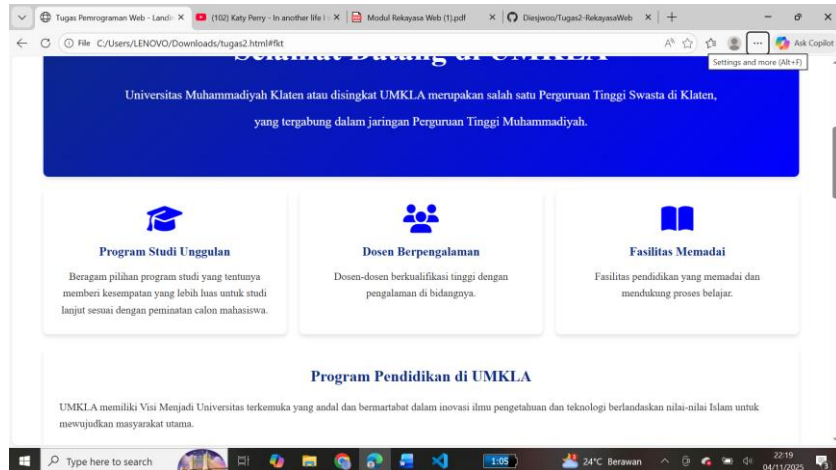 Tugas Pemrograman Web - Landi
(102) Katy Perry - In another life I
Modul Rekayasa Web (1).pdf
Diesjwoo/Tugas2-RekayasaWeb
File C:/Users/LENOVO/Downloads/tugas2.html#fkt
Ask Copilot
Settings and more (Alt+F)
Selamat Datang di UMKLA
Universitas Muhammadiyah Klaten atau disingkat UMKLA merupakan salah satu Perguruan Tinggi Swasta di Klaten,
yang tergabung dalam jaringan Perguruan Tinggi Muhammadiyah.
Program Studi Unggulan
Beragam pilihan program studi yang tentunya
memberi kesempatan yang lebih luas untuk studi
lanjut sesuai dengan peminatan calon mahasiswa.
Dosen Berpengalaman
Dosen-dosen berkualifikasi tinggi dengan
pengalaman di bidangnya.
Fasilitas Memadai
Fasilitas pendidikan yang memadai dan
mendukung proses belajar.
Program Pendidikan di UMKLA
UMKLA memiliki Visi Menjadi Universitas terkemuka yang andal dan bermartabat dalam inovasi ilmu pengetahuan dan teknologi berlandaskan nilai-nilai Islam untuk
mewujudkan masyarakat utama.
Type here to search
1:05
24°C Berawan
22:19
04/11/2025